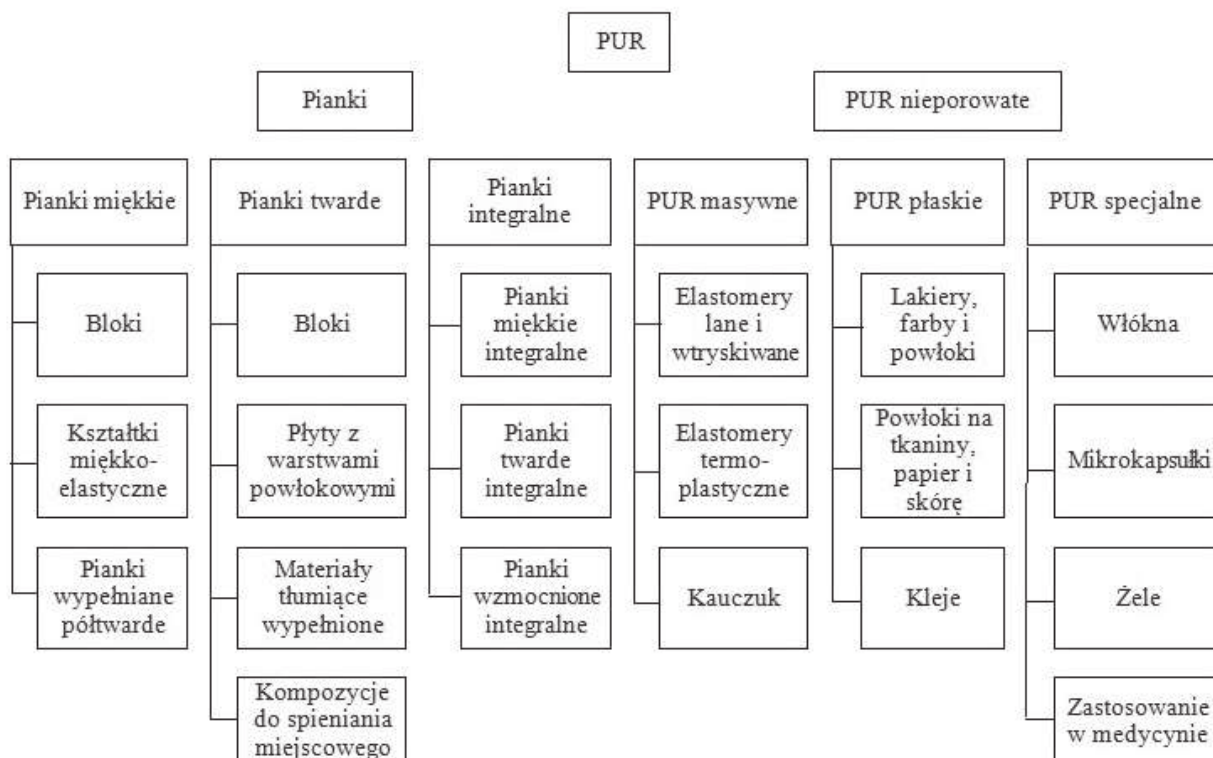 PUR
Pianki
PUR nieporowate
Pianki miękkie
Pianki twarde
Pianki
integralne
PUR masywne
PUR płaskie
PUR specjalne
Bloki
Bloki
Pianki
miękkie
integralne
Elastomery
lane i
wtryskiwane
Lakiery,
farby i
powłoki
Włókna
Kształtki
miękko-
elastyczne
Płyty z
warstwami
powłokowymi
Pianki
twarde
integralne
Elastomery
termo-
plastyczne
Powłoki na
tkaniny,
papier i
skórę
Mikrokapsułki
Pianki
wypełniane
półtwarde
Materiały
tłumiące
wypełnione
Pianki
wzmocnione
integralne
Kauczuk
Kleje
Żele
Kompozycje
do spieniania
miejscowego
Zastosowanie
w medycynie